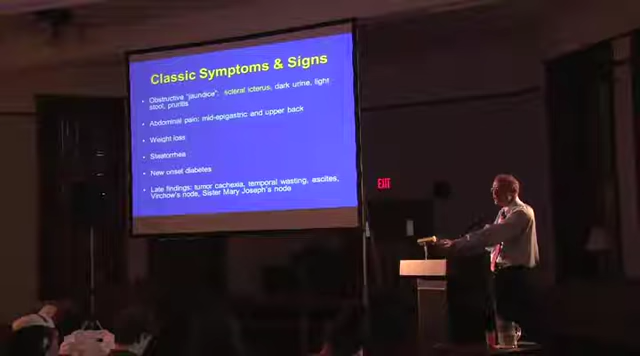 Classic Symptoms & Signs
• Obstructive "jaundice", scleral icterus, dark urine, light
stool, pruritis
• Abdominal pain: mid-epigastric and upper back
• Weight loss
• Steatorrhea
• New onset diabetes
• Late findings: tumor cachexia, temporal wasting, ascites,
Virchow's node, Sister Mary Joseph's node
EXIT